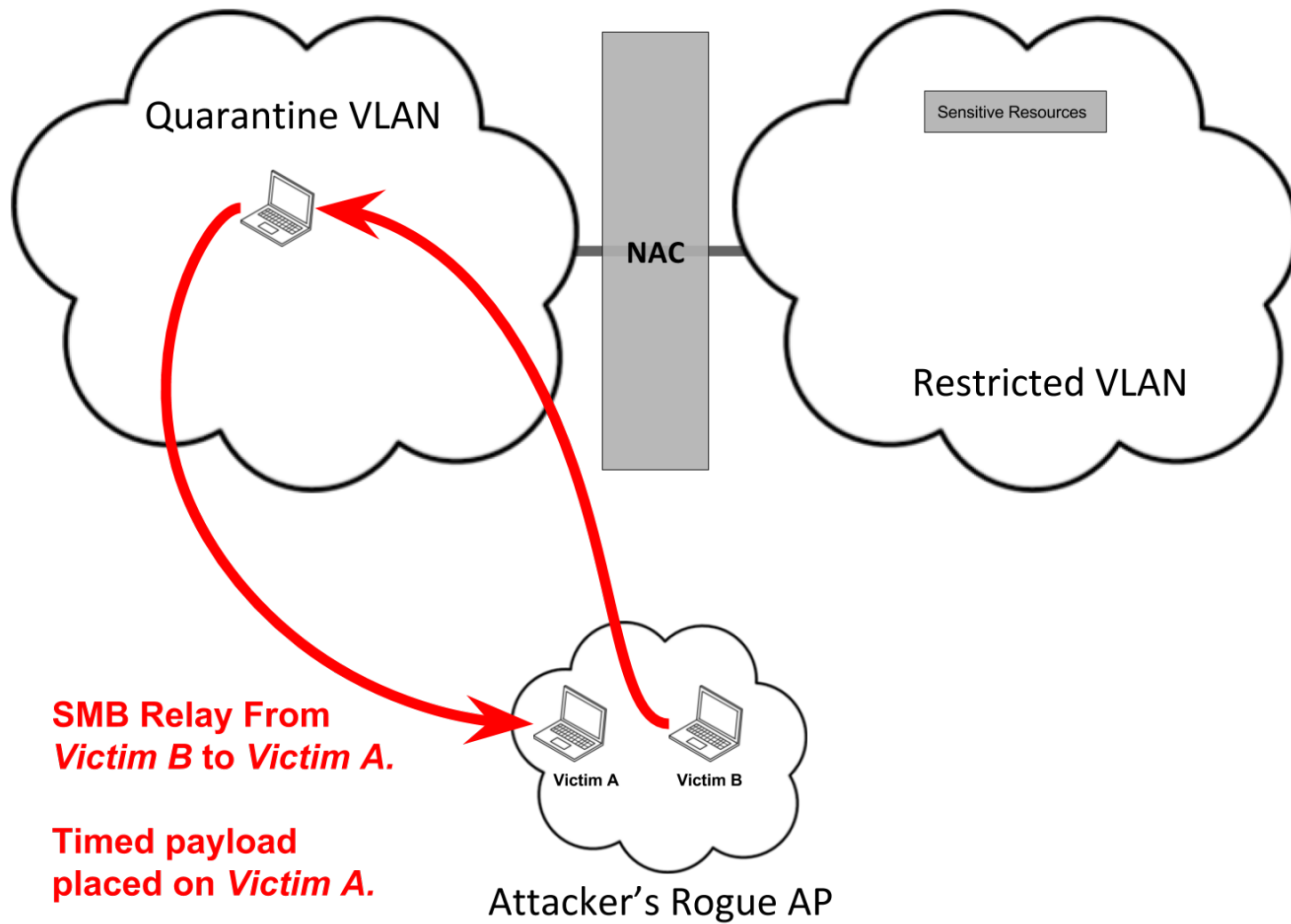 Quarantine VLAN
Sensitive Resources
NAC
Restricted VLAN
SMB Relay From
Victim B to Victim A.
Timed payload
placed on Victim A.
Victim A
Victim B
Attacker’s Rogue AP